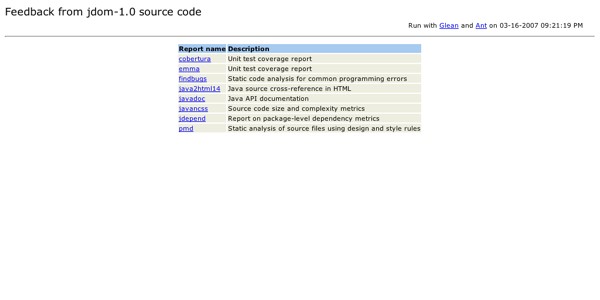 Feedback from jdom-1.0 source code
Run with Glean and Ant on 03-16-2007 09:21:19 PM
Report name Description
cobertura Unit test coverage report
emma Unit test coverage report
findbugs Static code analysis for common programming errors
java2html14 Java source cross-reference in HTML
javadoc Java API documentation
javancss Source code size and complexity metrics
jdepend Report on package-level dependency metrics
pmd Static analysis of source files using design and style rules